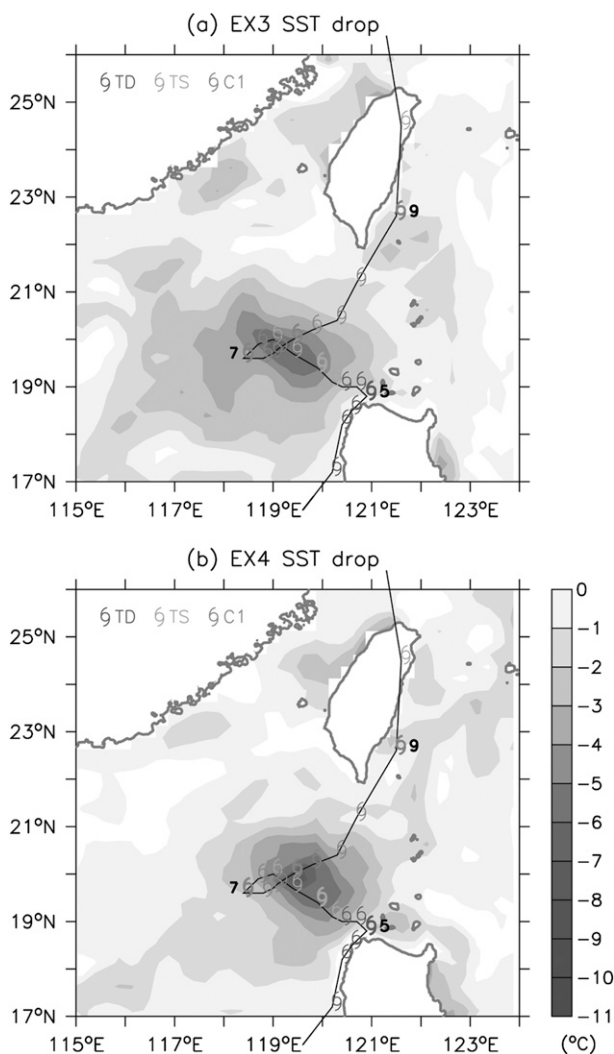 (a) EX3 SST drop
TD TS C1
25°N
23°N
21°N
19°N
17°N
9
7
5
115°E 117°E 119°E 121°E 123°E
(b) EX4 SST drop
TD TS C1
25°N
23°N
21°N
19°N
17°N
9
7
5
115°E 117°E 119°E 121°E 123°E
0
-1
-2
-3
-4
-5
-6
-7
-8
-9
-10
-11
(°C)